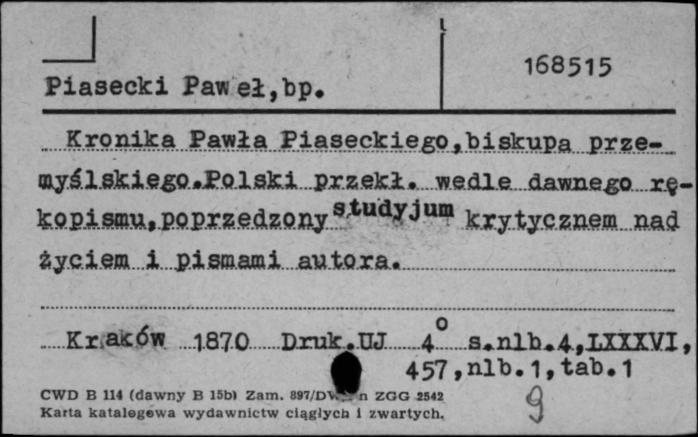 168515
Piasecki Paweł,bp.
Kronika Pawła Piaseckiego,biskupa prze-
myślskiego.Polski przekł. wedle dawnego rę-
kopismu,poprzedzony studyjum krytycznem nad
życiem i pismami autora.
Kraków 1870 Druk.UJ 4° s.nlb.4,LXXXVI,
457,nlb.1,tab.1
CWD B 114 (dawny B 15b) Zam. 897/ n ZGG 2542
Karta katalogowa wydawnictw ciągłych i zwartych.
9